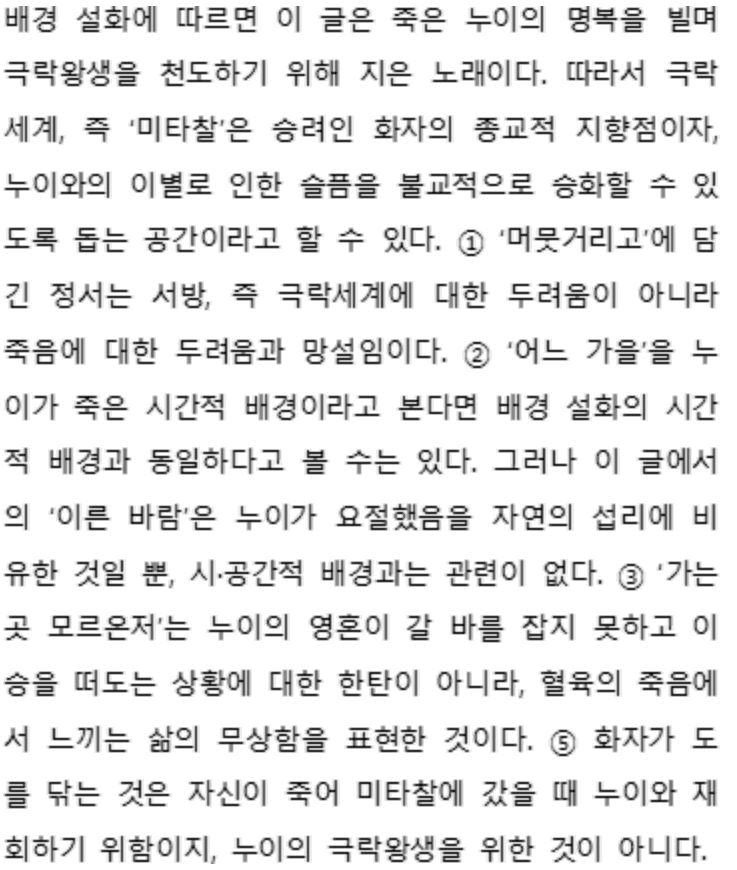 배경 설화에 따르면 이 글은 죽은 누이의 명복을 빌며
극락왕생을 천도하기 위해 지은 노래이다. 따라서 극락
세계, 즉 ‘미타찰’은 승려인 화자의 종교적 지향점이자,
누이와의 이별로 인한 슬픔을 불교적으로 승화할 수 있
도록 돕는 공간이라고 할 수 있다. ① ‘머뭇거리고’에 담
긴 정서는 서방, 즉 극락세계에 대한 두려움이 아니라
죽음에 대한 두려움과 망설임이다. ② ‘어느 가을’을 누
이가 죽은 시간적 배경이라고 본다면 배경 설화의 시간
적 배경과 동일하다고 볼 수는 있다. 그러나 이 글에서
의 ‘이른 바람’은 누이가 요절했음을 자연의 섭리에 비
유한 것일 뿐, 시·공간적 배경과는 관련이 없다. ③ ‘가는
곳 모르온저’는 누이의 영혼이 갈 바를 잡지 못하고 이
승을 떠도는 상황에 대한 한탄이 아니라, 혈육의 죽음에
서 느끼는 삶의 무상함을 표현한 것이다. ⑤ 화자가 도
를 닦는 것은 자신이 죽어 미타찰에 갔을 때 누이와 재
회하기 위함이지, 누이의 극락왕생을 위한 것이 아니다.